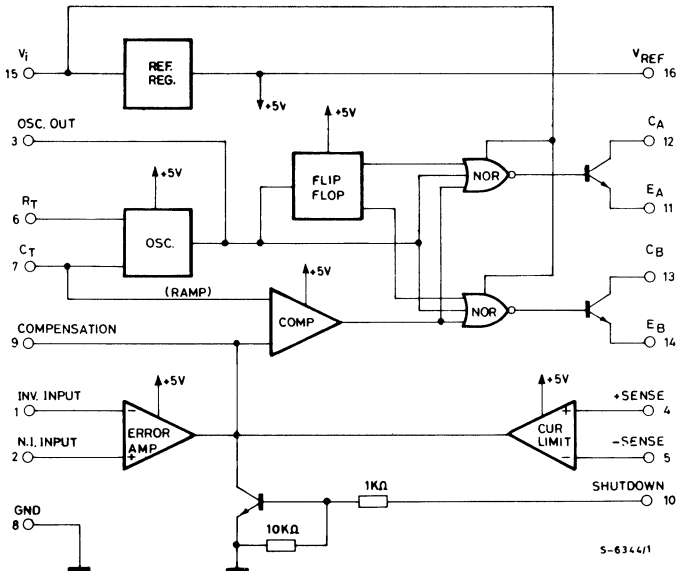 Vi
15
REF.
REG.
+5V
VREF
16
OSC. OUT
3
+5V
+5V
RT
6
OSC.
CT
7
FLIP
FLOP
NOR
CA
12
EA
11
(RAMP)
+5V
COMP
NOR
CB
13
EB
14
COMPENSATION
9
INV. INPUT
1
-
+5V
ERROR
AMP
+
N.I. INPUT
2
+5V
+
CUR
LIMIT
-
+SENSE
4
-SENSE
5
SHUTDOWN
10
1KΩ
10KΩ
GND
8
S-6344/1